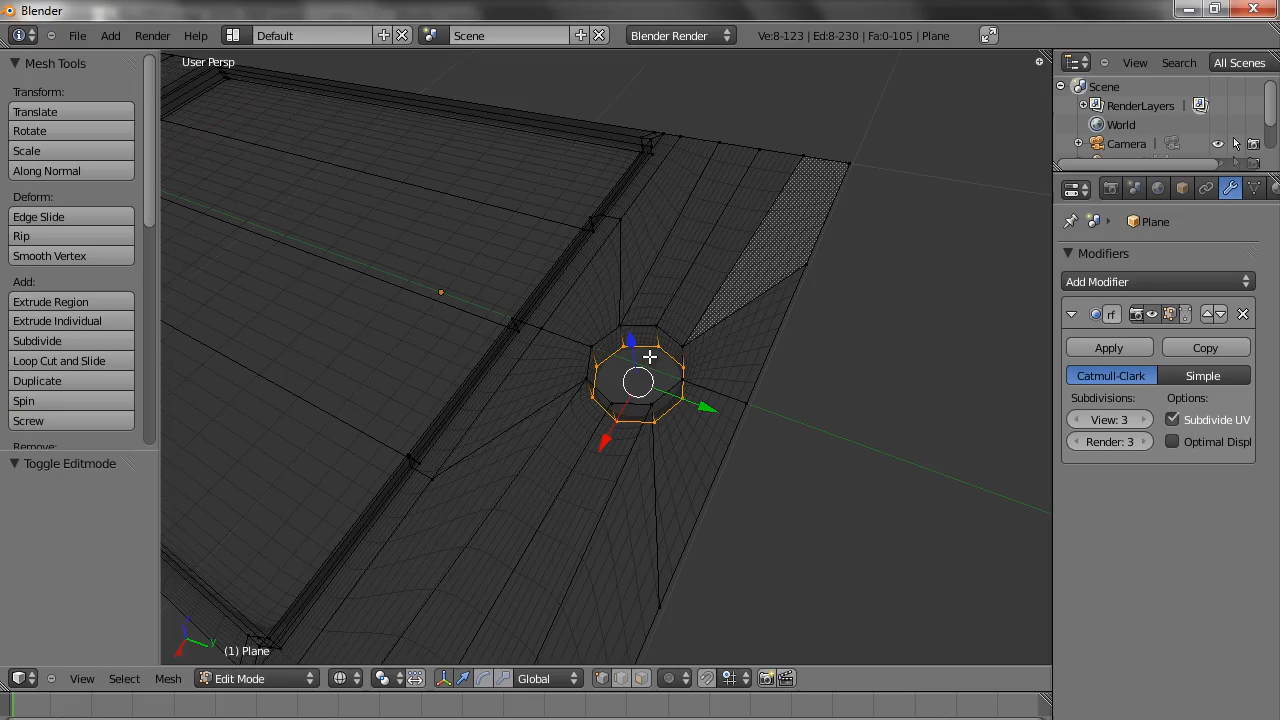 Blender
File Add Render Help Default Scene Blender Render Ve:8-123 | Ed:8-230 | Fa:0-105 | Plane
Mesh Tools
Transform:
Translate
Rotate
Scale
Along Normal
Deform:
Edge Slide
Rip
Smooth Vertex
Add:
Extrude Region
Extrude Individual
Subdivide
Loop Cut and Slide
Duplicate
Spin
Screw
Remove:
Toggle Editmode
User Persp
y
(1) Plane
View Select Mesh Edit Mode Global
View Search All Scenes
Scene
RenderLayers |
World
Camera |
Plane
Modifiers
Add Modifier
rf
Apply Copy
Catmull-Clark Simple
Subdivisions: Options:
View: 3 Subdivide UV
Render: 3 Optimal Displ